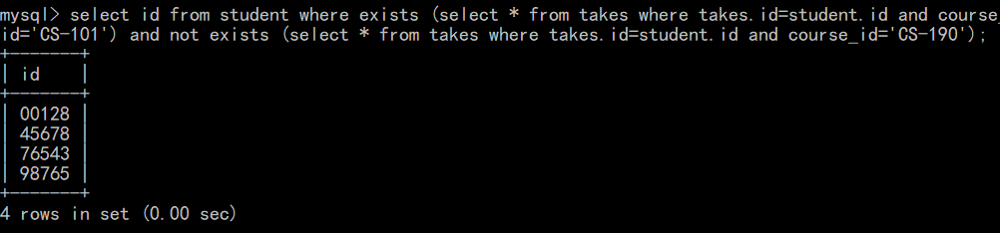 mysql> select id from student where exists (select * from takes where takes.id=student.id and course_
id='CS-101') and not exists (select * from takes where takes.id=student.id and course_id='CS-190');
+-------+
| id    |
+-------+
| 00128 |
| 45678 |
| 76543 |
| 98765 |
+-------+
4 rows in set (0.00 sec)